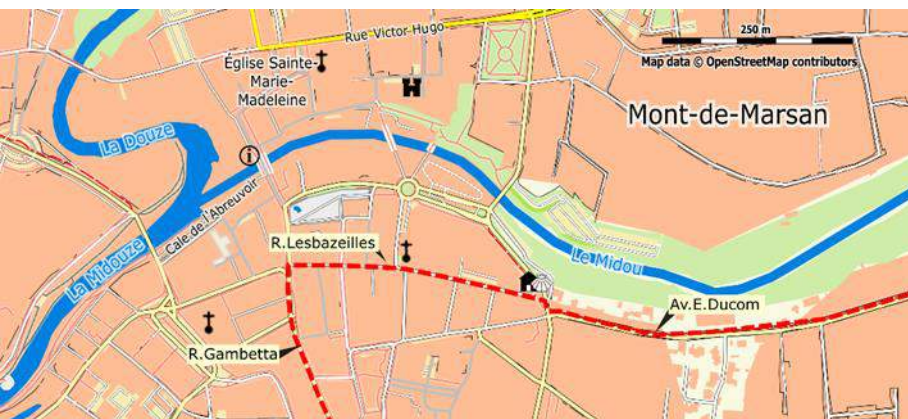 250 m
Map data © OpenStreetMap contributors
Rue Victor Hugo
Église Sainte-
Marie-
Madeleine
Mont-de-Marsan
La Douze
Cale de l'Abreuvoir
La Midouze
R.Lesbazeilles
Le Midou
Av.E.Ducom
R.Gambetta